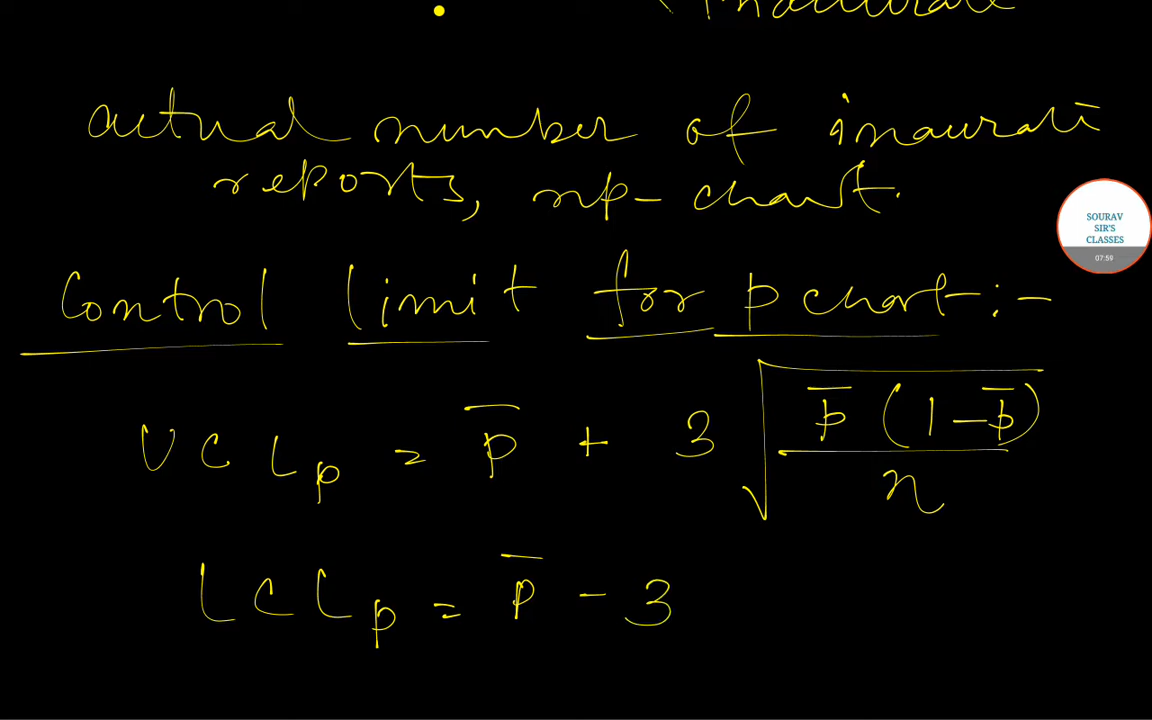 inaccurate
actual number of inaurati
reports, np-chart.
SOURAV
SIR'S
CLASSES
07:59
Control limit for p chart :-
UCLp = p̅ + 3 √(p̅ (1-p̅) / n)
LCLp = p̅ - 3